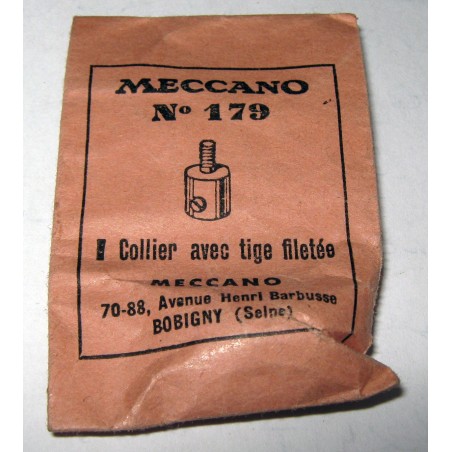 MECCANO
Nº 179
1 Collier avec tige filetée
MECCANO
70-88, Avenue Henri Barbusse
BOBIGNY (Seine)